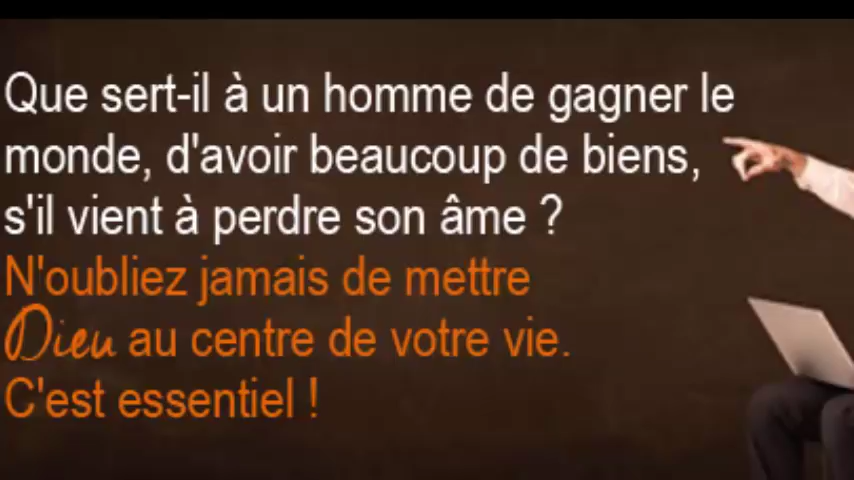 Que sert-il à un homme de gagner le
monde, d'avoir beaucoup de biens,
s'il vient à perdre son âme ?
N'oubliez jamais de mettre
Dieu au centre de votre vie.
C'est essentiel !